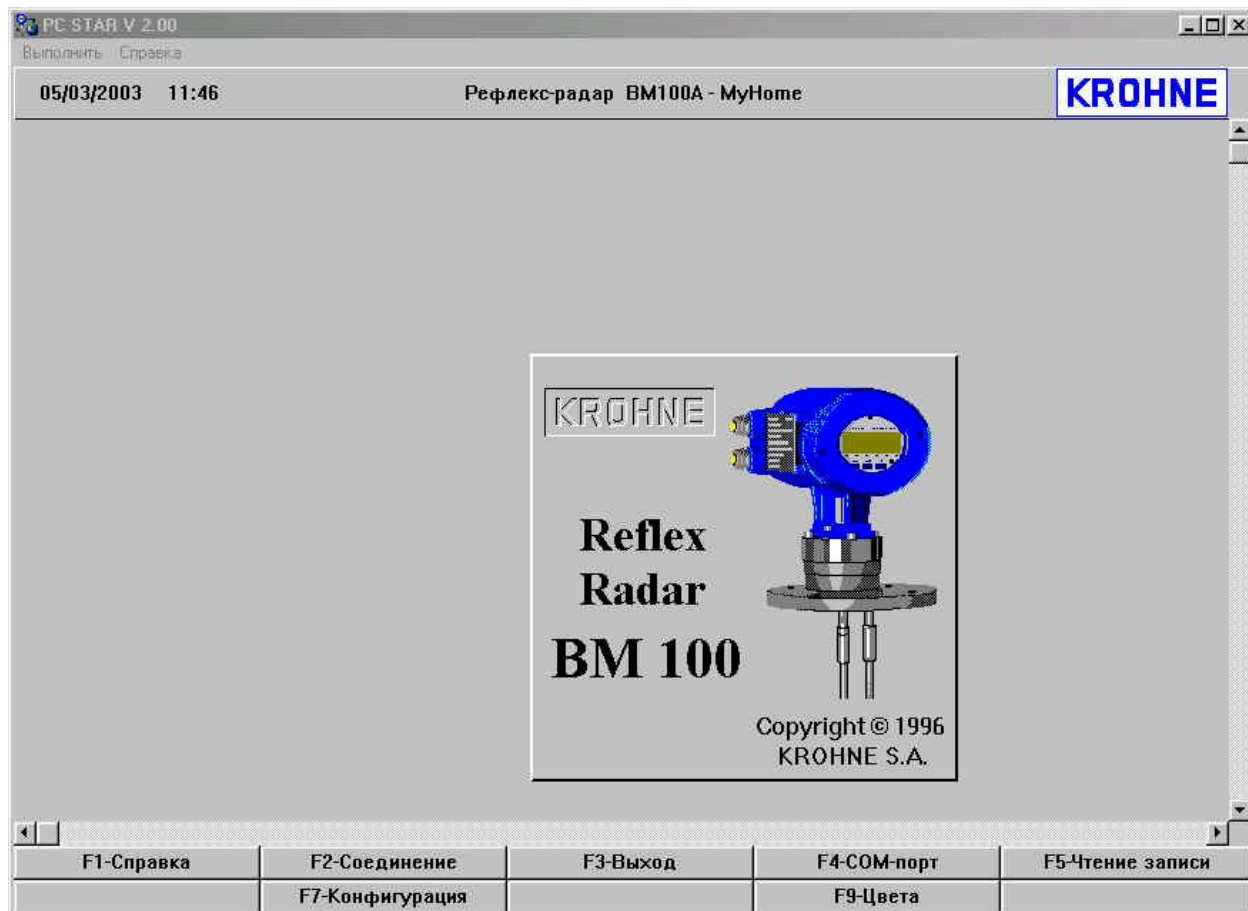 PC STAR V 2.00
Выполнить Справка
05/03/2003 11:46 Рефлекс-радар BM100A - MyHome KROHNE
KROHNE
Reflex
Radar
BM 100
Copyright © 1996
KROHNE S.A.
F1-Справка F2-Соединение F3-Выход F4-COM-порт F5-Чтение записи
F7-Конфигурация F9-Цвета